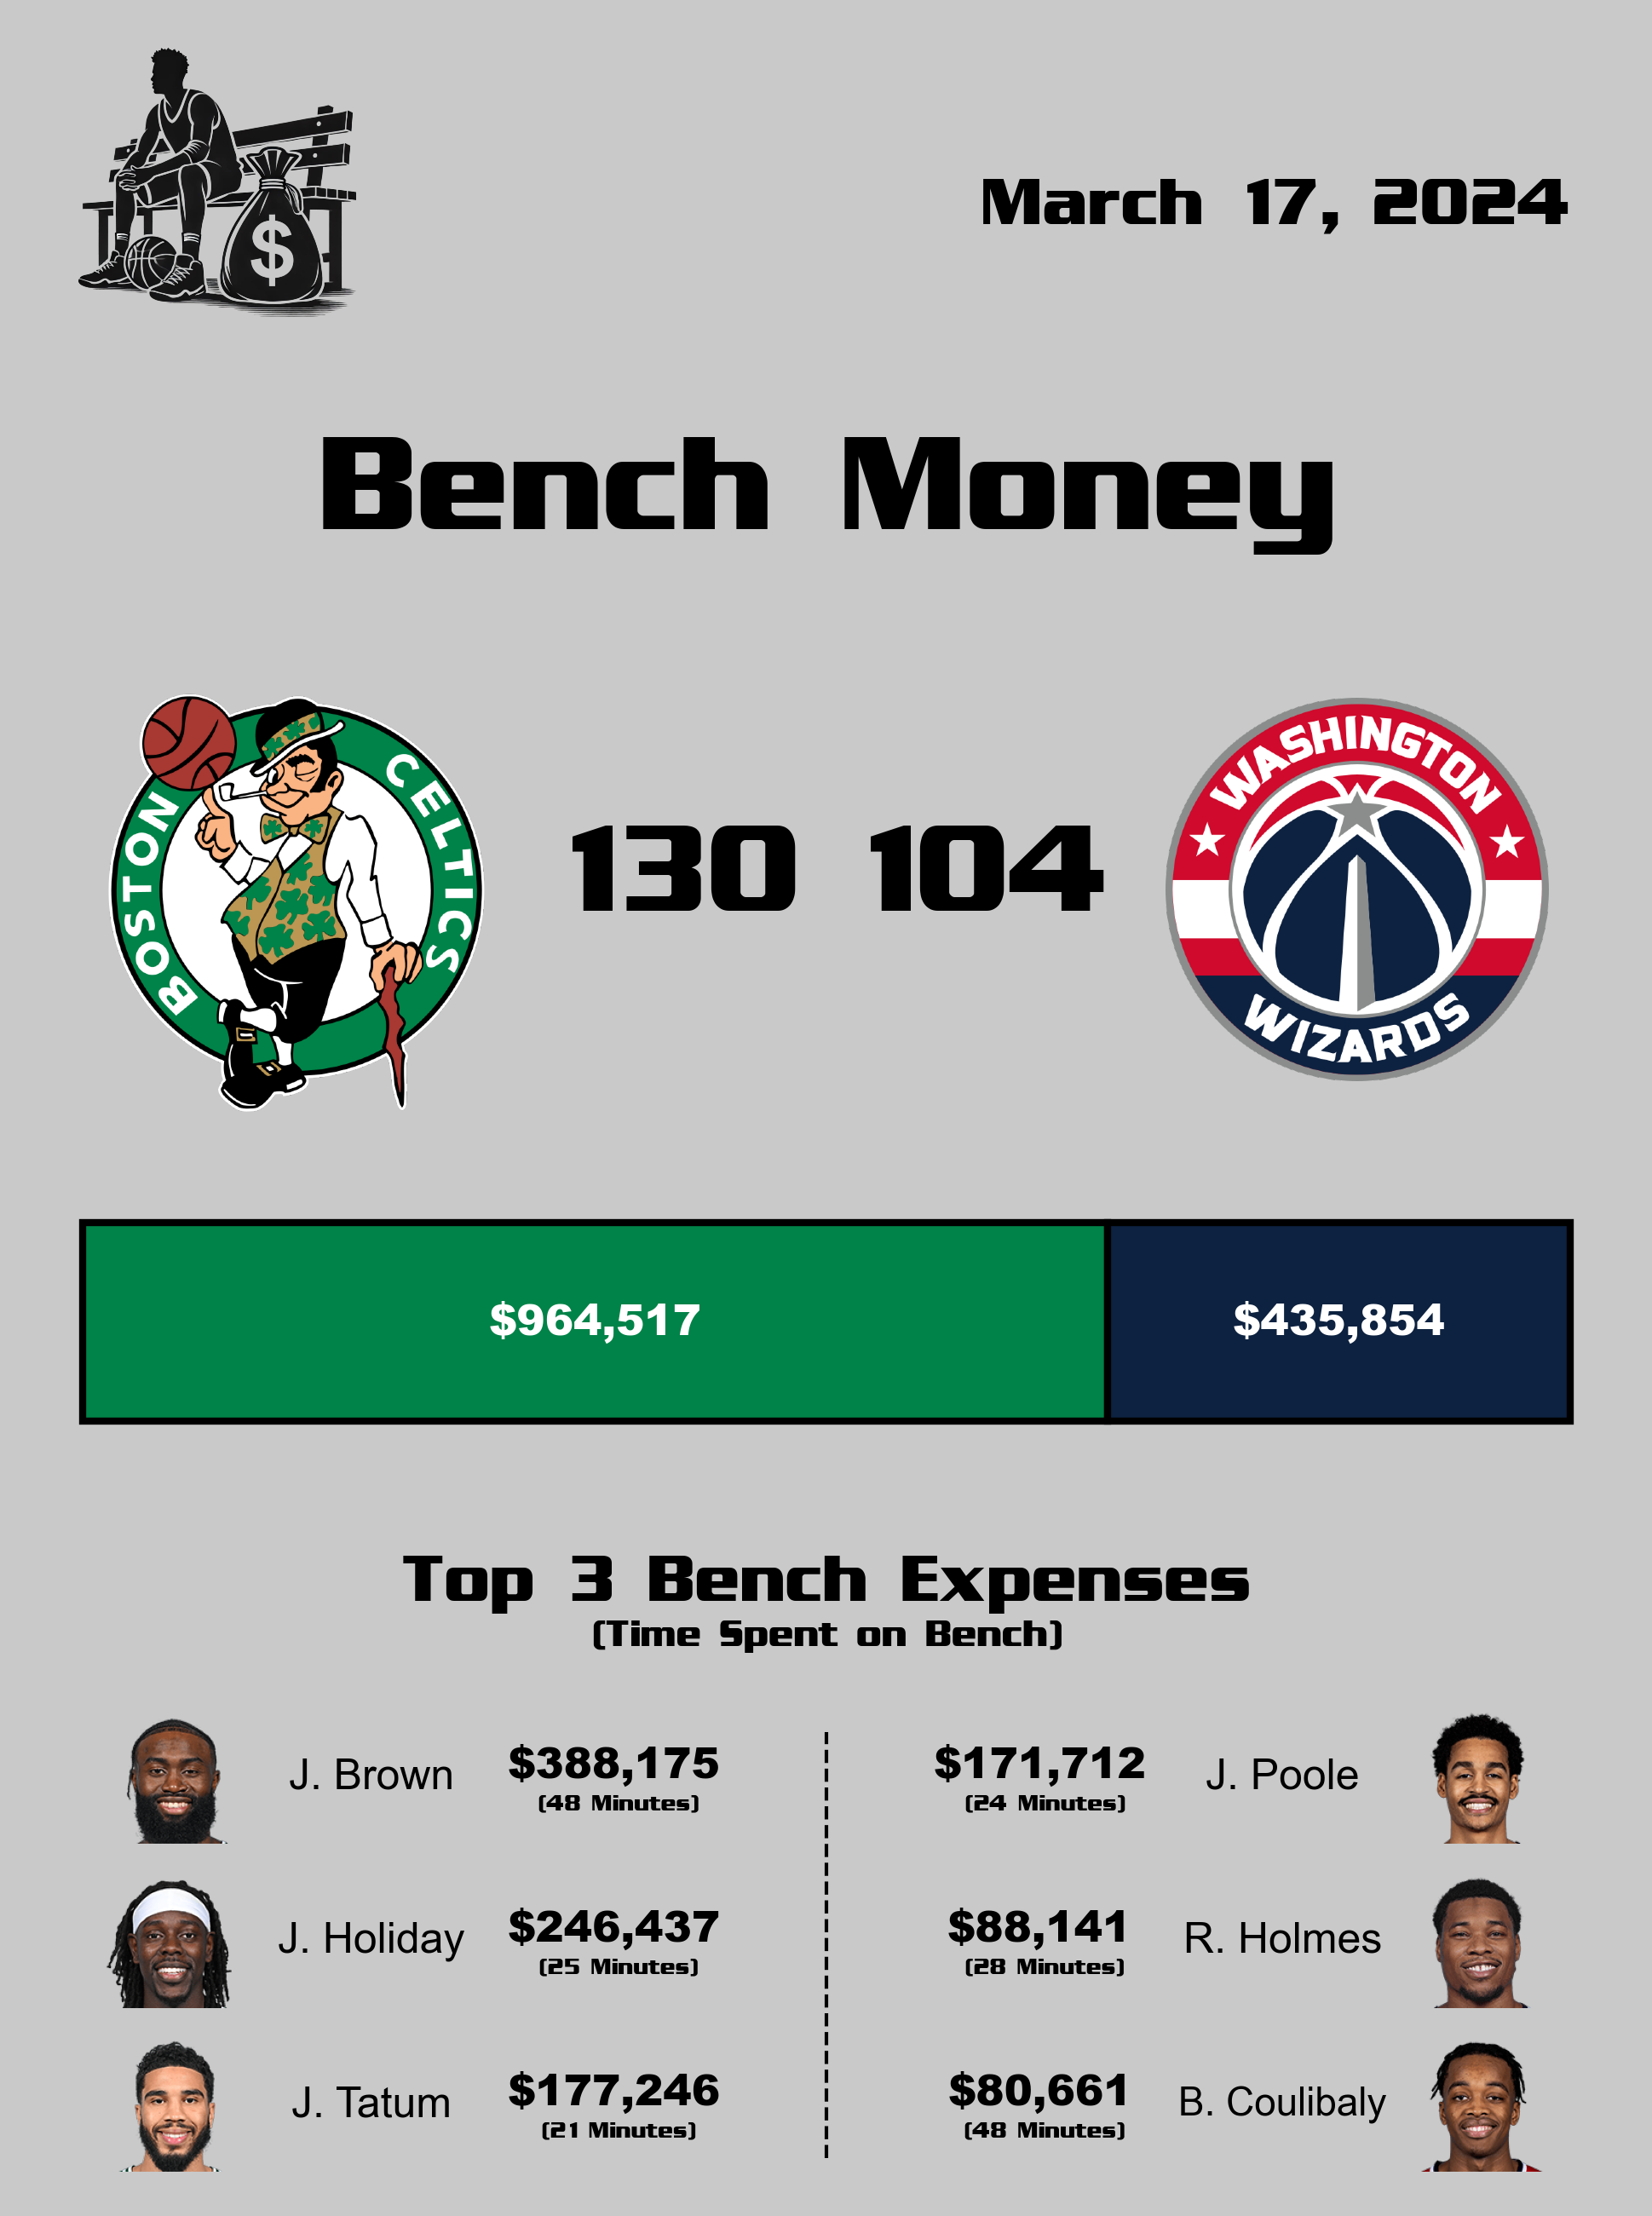 $
March 17, 2024
Bench Money
BOSTON CELTICS
130 104
WASHINGTON WIZARDS
$964,517 $435,854
Top 3 Bench Expenses
(Time Spent on Bench)
J. Brown $388,175 $171,712 J. Poole
(48 Minutes) (24 Minutes)
J. Holiday $246,437 $88,141 R. Holmes
(25 Minutes) (28 Minutes)
J. Tatum $177,246 $80,661 B. Coulibaly
(21 Minutes) (48 Minutes)